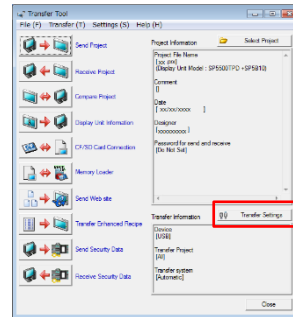 Transfer Tool
File (F) Transfer (T) Settings (S) Help (H)
Send Project
Receive Project
Compare Project
Display Unit Information
CF/SD Card Connection
Memory Loader
Send Web site
Transfer Enhanced Recipe
Send Security Data
Receive Security Data
Project Information
Select Project
Project File Name
[xx.prx]
(Display Unit Model : SP5500TPD +SP5B10)
Comment
[]
Date
[ xx/xx/xxxx ]
Designer
[xxxxxxxxx ]
Password for send and receive
[Do Not Set]
Transfer Information
Transfer Settings
Device
[USB]
Transfer Project
[All]
Transfer system
[Automatic]
Close